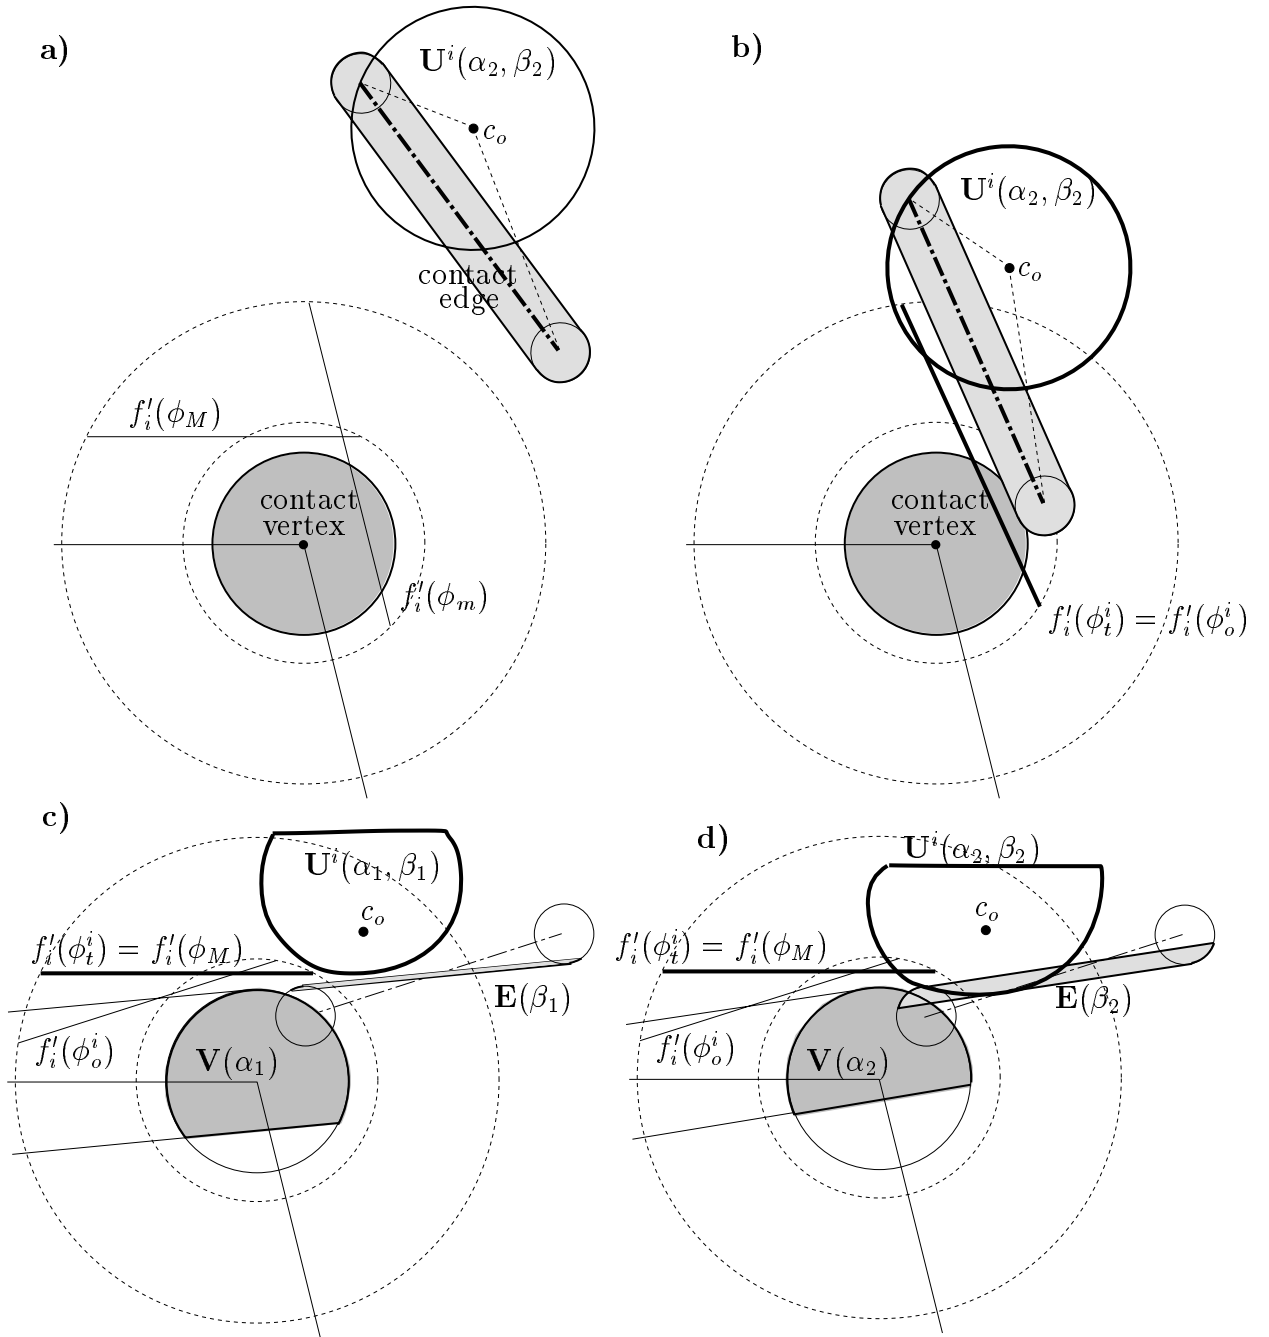 a)
U^i(α_2, β_2)
c_o
contact
edge
f'_i(φ_M)
contact
vertex
f'_i(φ_m)
b)
U^i(α_2, β_2)
c_o
contact
vertex
f'_i(φ^i_t) = f'_i(φ^i_o)
c)
U^i(α_1, β_1)
c_o
f'_i(φ^i_t) = f'_i(φ_M)
E(β_1)
f'_i(φ^i_o)
V(α_1)
d)
U^i(α_2, β_2)
c_o
f'_i(φ^i_t) = f'_i(φ_M)
E(β_2)
f'_i(φ^i_o)
V(α_2)